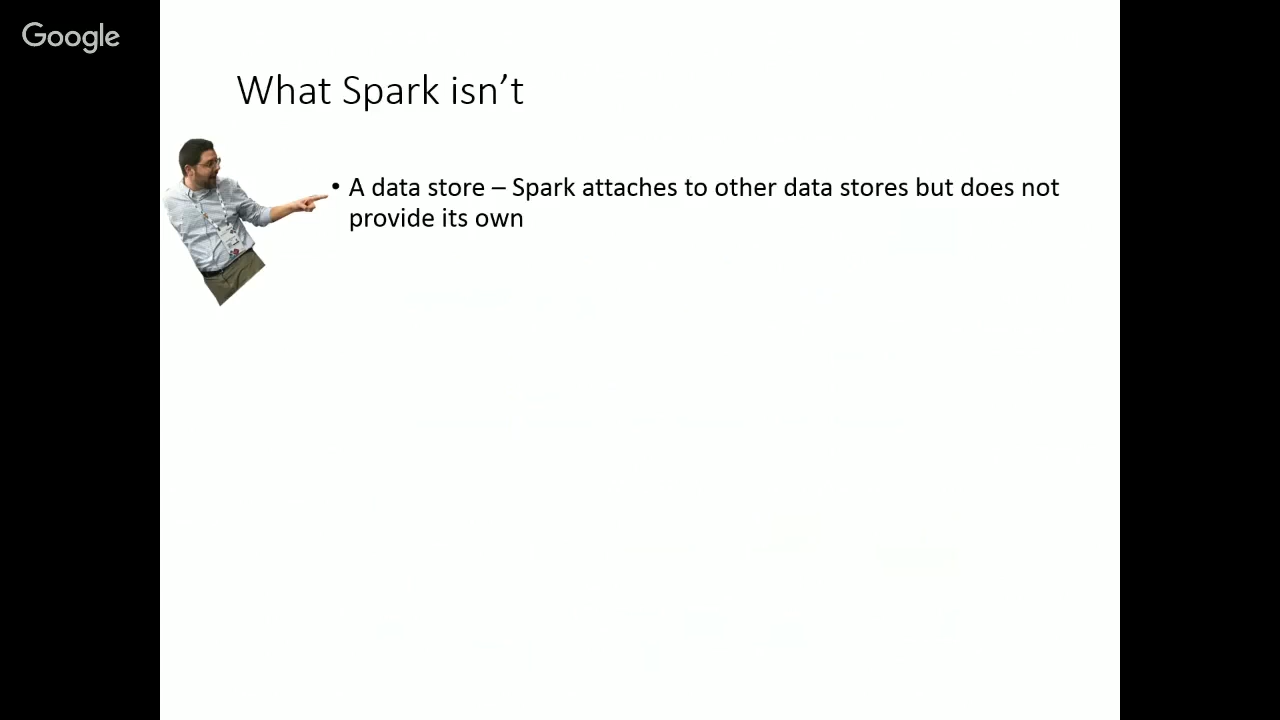 Google
What Spark isn’t
• A data store – Spark attaches to other data stores but does not
provide its own